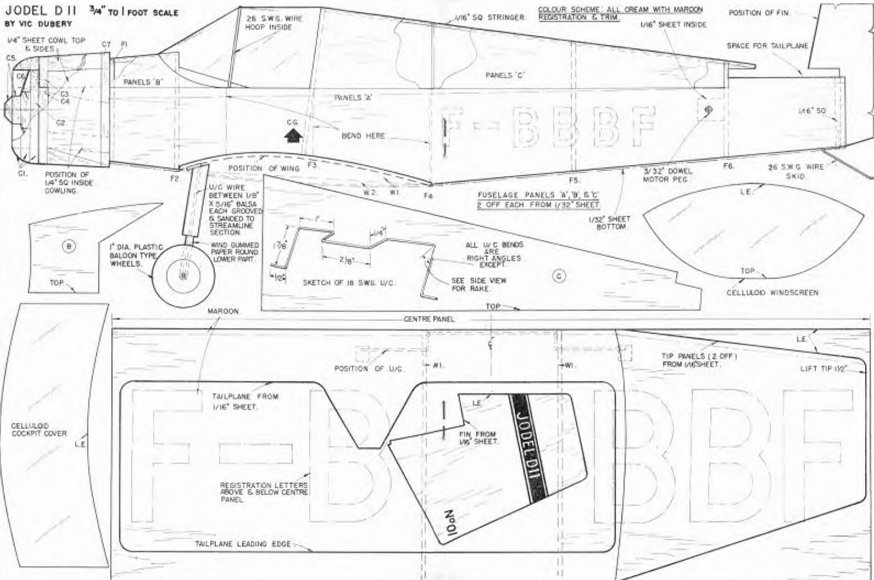 JODEL D11 3/4" TO 1 FOOT SCALE
BY VIC DUBERY
1/4" SHEET COWL TOP
& SIDES
C7
F1
C5
C6
C3
C4
C2
C1.
POSITION OF
1/4" SQ INSIDE
COWLING.
PANELS 'B'
26 S.W.G. WIRE
HOOP INSIDE
PANELS 'A'
C.G.
BEND HERE
1/16" SQ STRINGER.
COLOUR SCHEME: ALL CREAM WITH MAROON
REGISTRATION & TRIM.
1/16" SHEET INSIDE
POSITION OF FIN.
SPACE FOR TAILPLANE
PANELS 'C'
F-BBBF
1/16" SQ
F2.
POSITION OF WING
F3.
W2.
W1.
F4.
F5.
F6.
3/32" DOWEL
MOTOR PEG.
26 S.W.G. WIRE
SKID.
FUSELAGE PANELS 'A', 'B', & 'C'
2 OFF EACH FROM 1/32" SHEET.
1/32" SHEET
BOTTOM
U/C WIRE
BETWEEN 1/8"
X 5/16" BALSA
EACH GROOVED
& SANDED TO
STREAMLINE
SECTION
WIND GUMMED
PAPER ROUND
LOWER PART.
1" DIA. PLASTIC
BALOON TYPE
WHEELS.
B
TOP
1"
2 1/8"
1/2"
SKETCH OF 18 S.W.G. U/C
ALL U/C BENDS
ARE
RIGHT ANGLES
EXCEPT.
SEE SIDE VIEW
FOR RAKE.
C
TOP
L.E.
TOP
CELLULOID WINDSCREEN
MAROON.
CENTRE PANEL
POSITION OF U/C.
W1.
W1.
L.E.
TIP PANELS (2 OFF)
FROM 1/16" SHEET.
LIFT TIP 1 1/2"
TAILPLANE FROM
1/16" SHEET.
L.E.
FIN FROM
1/16" SHEET.
JODEL-D11
Nº01
CELLULOID
COCKPIT COVER
L.E.
F-BBBF
REGISTRATION LETTERS
ABOVE & BELOW CENTRE
PANEL
TAILPLANE LEADING EDGE